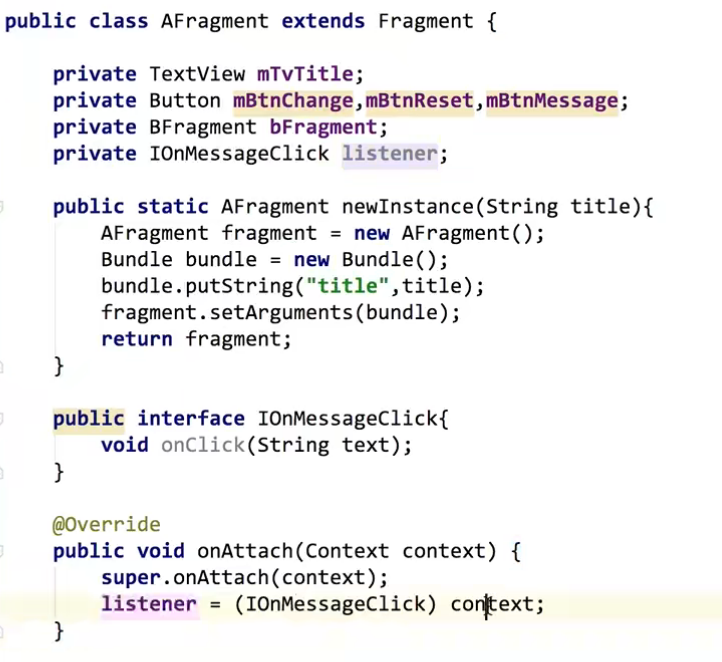 public class AFragment extends Fragment {
private TextView mTvTitle;
private Button mBtnChange,mBtnReset,mBtnMessage;
private BFragment bFragment;
private IOnMessageClick listener;
public static AFragment newInstance(String title){
AFragment fragment = new AFragment();
Bundle bundle = new Bundle();
bundle.putString("title",title);
fragment.setArguments(bundle);
return fragment;
}
public interface IOnMessageClick{
void onClick(String text);
}
@Override
public void onAttach(Context context) {
super.onAttach(context);
listener = (IOnMessageClick) context;
}